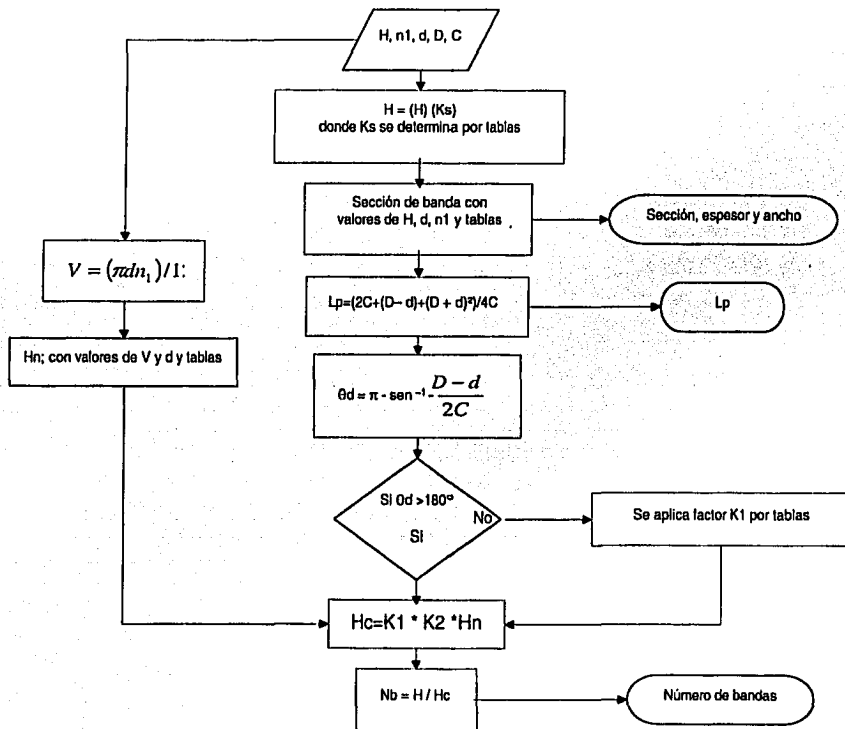 H, n1, d, D, C
H = (H) (Ks)
donde Ks se determina por tablas
Sección de banda con
valores de H, d, n1 y tablas
Sección, espesor y ancho
V = (πdn₁)/1:
Lp=(2C+(D– d)+(D + d)²)/4C
Lp
Hn; con valores de V y d y tablas
θd = π - sen ⁻¹ - D – d
2C
SI θd >180°
No
SI
Se aplica factor K1 por tablas
Hc=K1 * K2 *Hn
Nb = H / Hc
Número de bandas